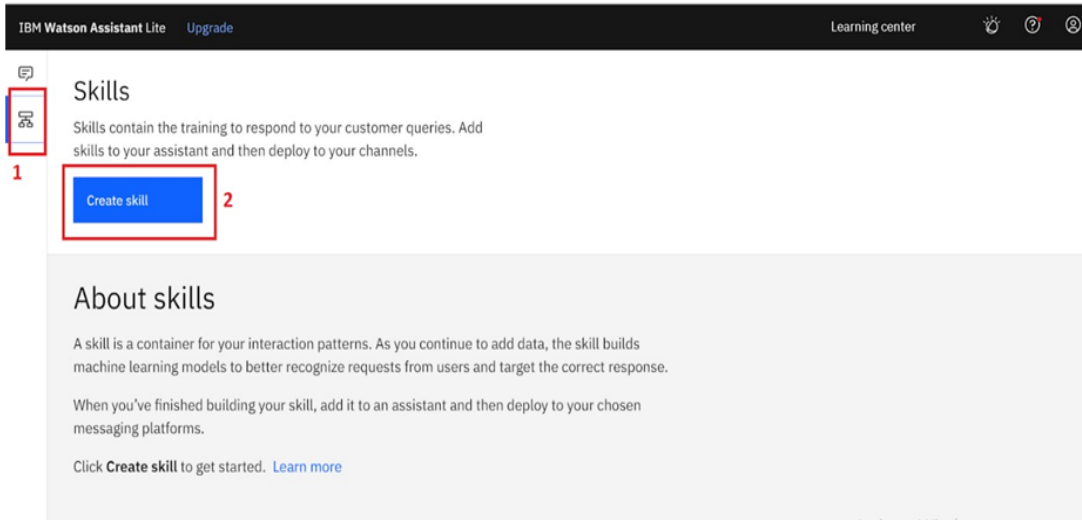 IBM Watson Assistant Lite Upgrade Learning center
Skills
Skills contain the training to respond to your customer queries. Add
skills to your assistant and then deploy to your channels.
1
Create skill
2
About skills
A skill is a container for your interaction patterns. As you continue to add data, the skill builds
machine learning models to better recognize requests from users and target the correct response.
When you've finished building your skill, add it to an assistant and then deploy to your chosen
messaging platforms.
Click Create skill to get started. Learn more